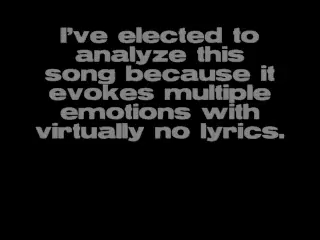 I've elected to
analyze this
song because it
evokes multiple
emotions with
virtually no lyrics.